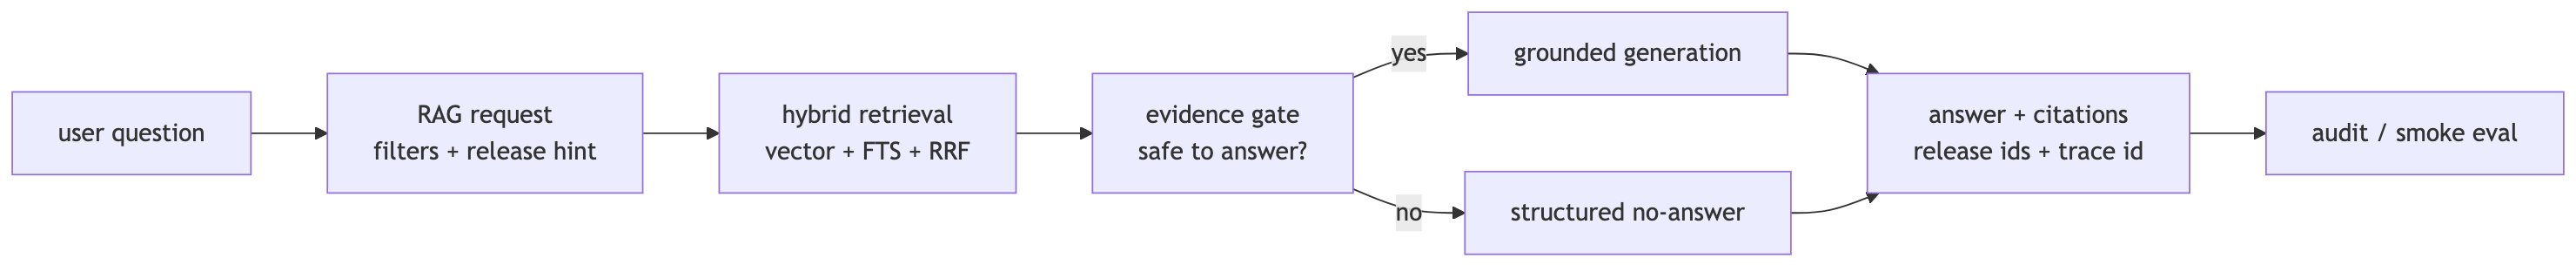 user question
RAG request
filters + release hint
hybrid retrieval
vector + FTS + RRF
evidence gate
safe to answer?
yes
grounded generation
no
structured no-answer
answer + citations
release ids + trace id
audit / smoke eval